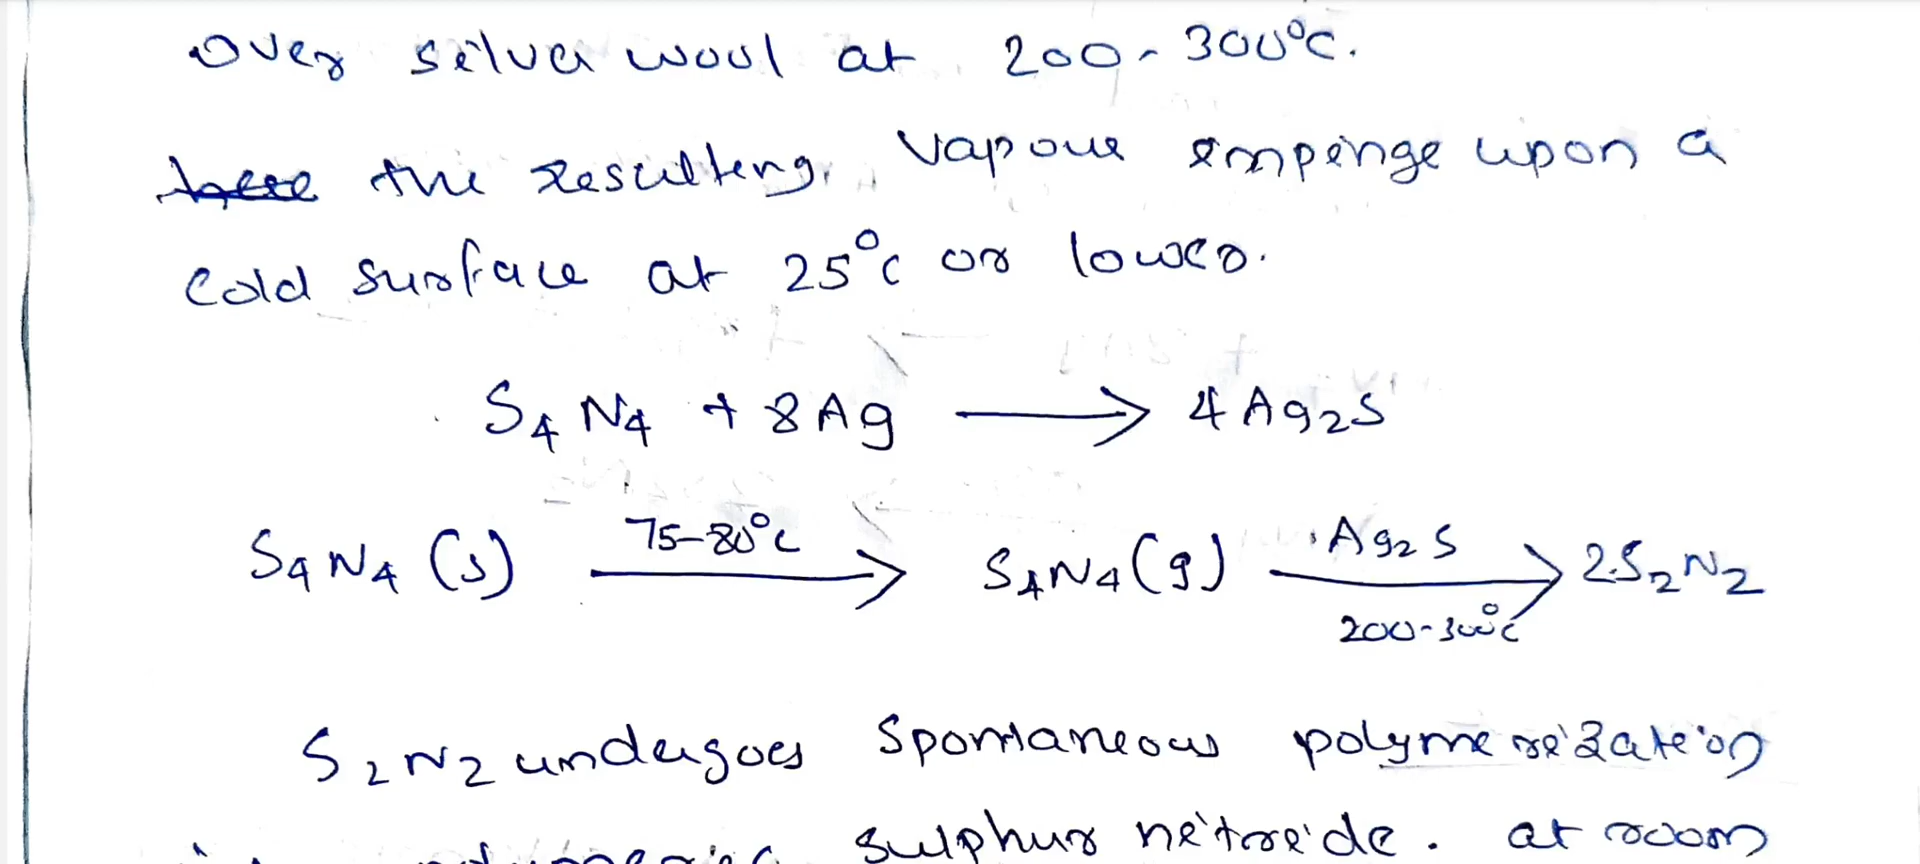 over silver wool at 200-300°C.
the resulting vapour impinge upon a
cold surface at 25°C or lower.
S4N4 + 8Ag → 4Ag2S
S4N4(s) 75-80°C → S4N4(g) Ag2S 200-300°C → 2S2N2
S2N2 undergoes spontaneous polymerization
sulphur nitride. at room